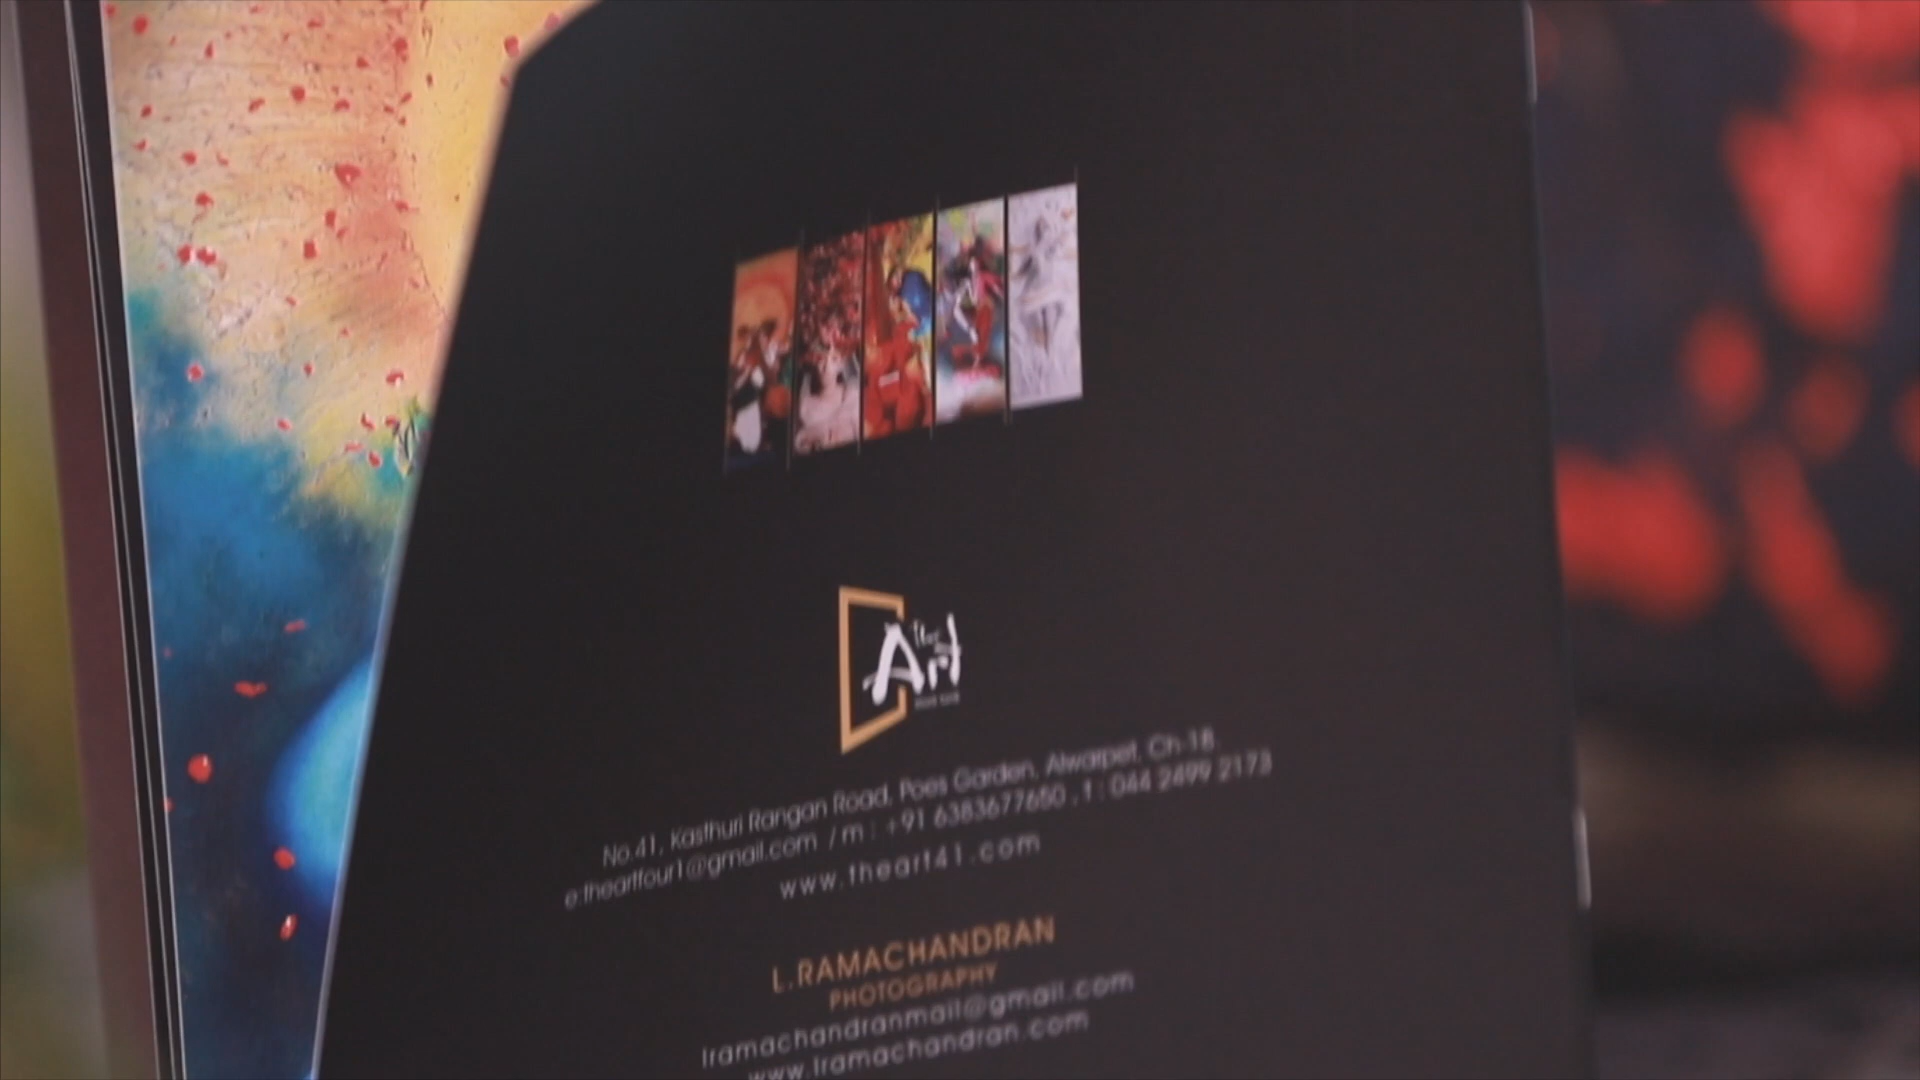 The
Art
No.41, Kasthuri Rangan Road, Poes Garden, Alwarpet, Ch-18.
e:theartfour1@gmail.com / m : +91 6383677650 , t : 044 2499 2173
www.theart41.com
L.RAMACHANDRAN
PHOTOGRAPHY
lramachandranmail@gmail.com
www.lramachandran.com